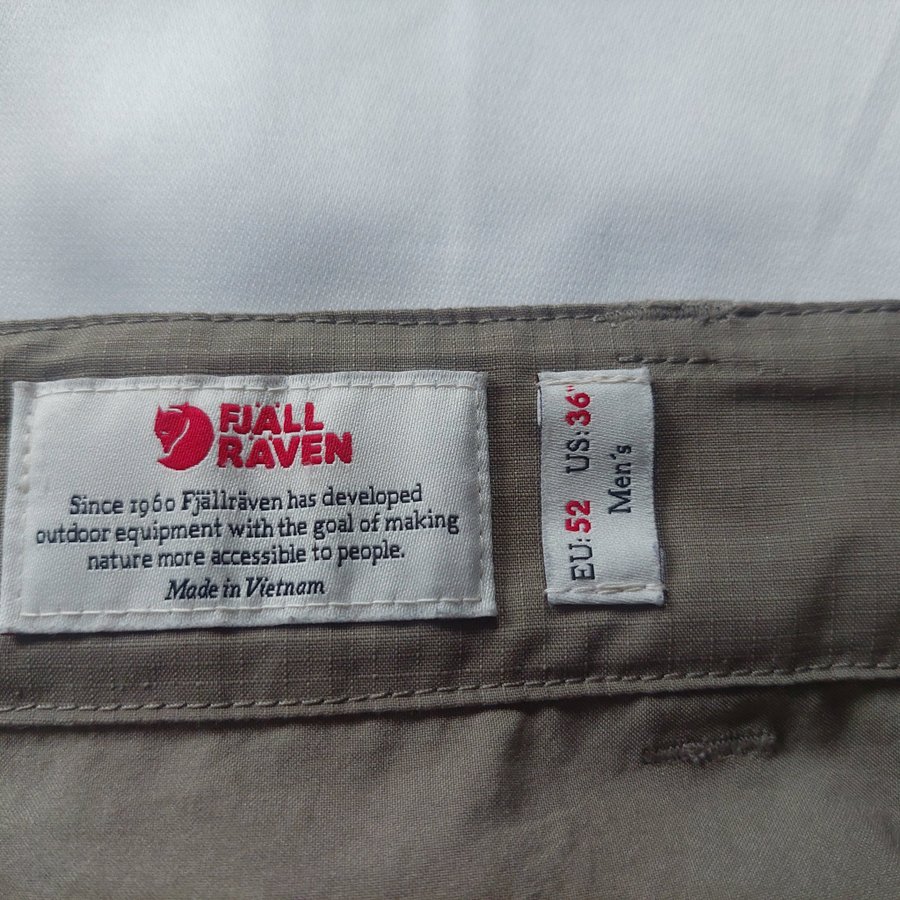 FJÄLL
RÄVEN
Since 1960 Fjällräven has developed
outdoor equipment with the goal of making
nature more accessible to people.
Made in Vietnam
EU: 52 US: 36"
Men´s